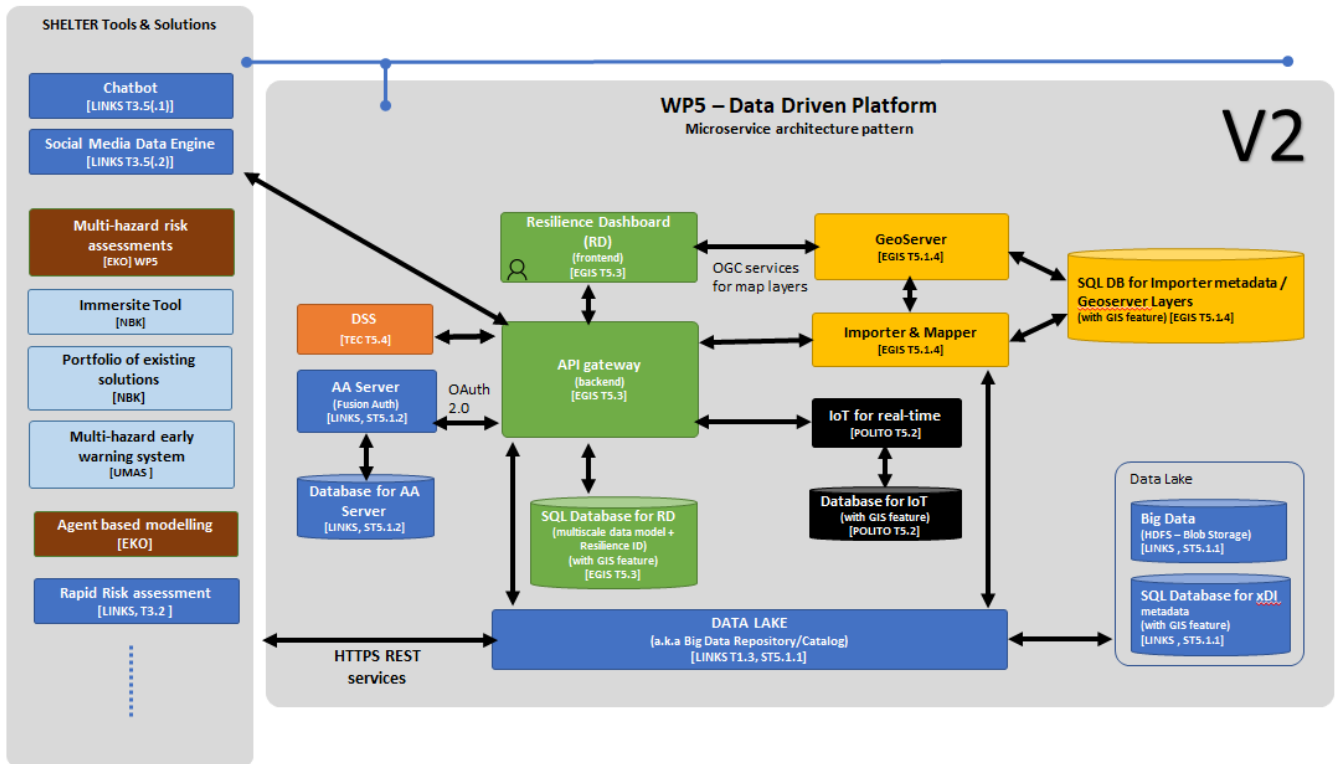 SHELTER Tools & Solutions
Chatbot
[LINKS T3.5(.1)]
Social Media Data Engine
[LINKS T3.5(.2)]
Multi-hazard risk
assessments
[EKO] WP5
Immersite Tool
[NBK]
Portfolio of existing
solutions
[NBK]
Multi-hazard early
warning system
[UMAS ]
Agent based modelling
[EKO]
Rapid Risk assessment
[LINKS, T3.2 ]
WP5 – Data Driven Platform
Microservice architecture pattern
V2
Resilience Dashboard
(RD)
(frontend)
[EGIS T5.3]
OGC services
for map layers
GeoServer
[EGIS T5.1.4]
SQL DB for Importer metadata /
Geoserver Layers
(with GIS feature) [EGIS T5.1.4]
DSS
[TEC T5.4]
API gateway
(backend)
[EGIS T5.3]
Importer & Mapper
[EGIS T5.1.4]
AA Server
(Fusion Auth)
[LINKS, ST5.1.2]
OAuth
2.0
IoT for real-time
[POLITO T5.2]
Database for AA
Server
[LINKS, ST5.1.2]
SQL Database for RD
(multiscale data model +
Resilience ID)
(with GIS feature)
[EGIS T5.3]
Database for IoT
(with GIS feature)
[POLITO T5.2]
Data Lake
Big Data
(HDFS – Blob Storage)
[LINKS , ST5.1.1]
SQL Database for xDI
metadata
(with GIS feature)
[LINKS , ST5.1.1]
DATA LAKE
(a.k.a Big Data Repository/Catalog)
[LINKS T1.3, ST5.1.1]
HTTPS REST
services